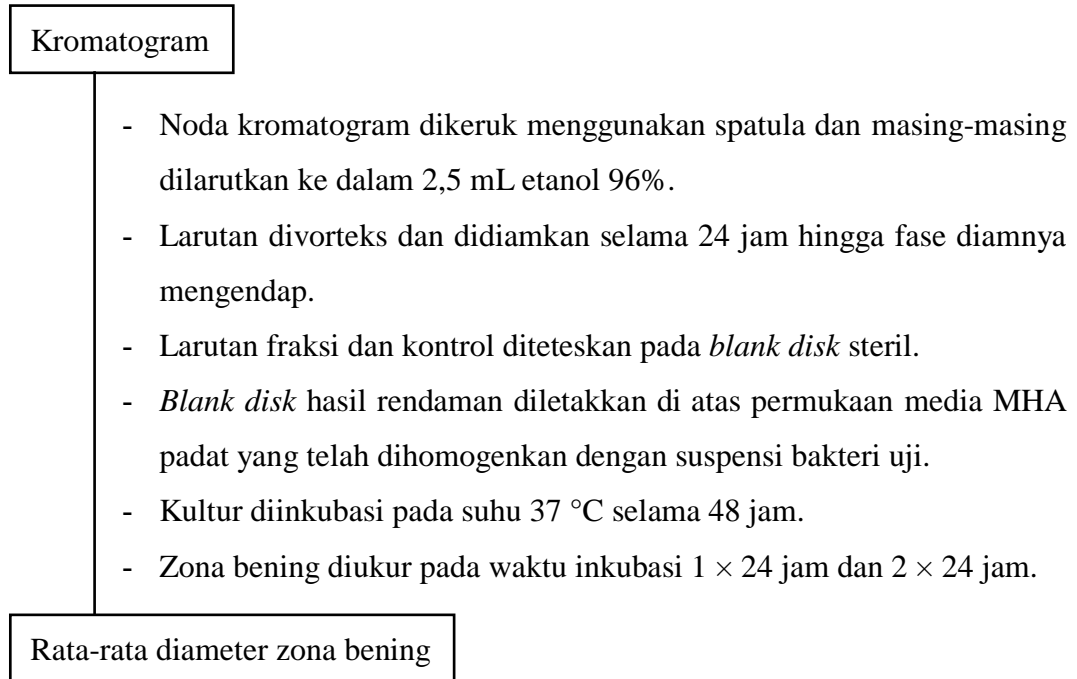 Kromatogram
- Noda kromatogram dikeruk menggunakan spatula dan masing-masing
dilarutkan ke dalam 2,5 mL etanol 96%.
- Larutan divorteks dan didiamkan selama 24 jam hingga fase diamnya
mengendap.
- Larutan fraksi dan kontrol diteteskan pada blank disk steril.
- Blank disk hasil rendaman diletakkan di atas permukaan media MHA
padat yang telah dihomogenkan dengan suspensi bakteri uji.
- Kultur diinkubasi pada suhu 37 °C selama 48 jam.
- Zona bening diukur pada waktu inkubasi 1 × 24 jam dan 2 × 24 jam.
Rata-rata diameter zona bening